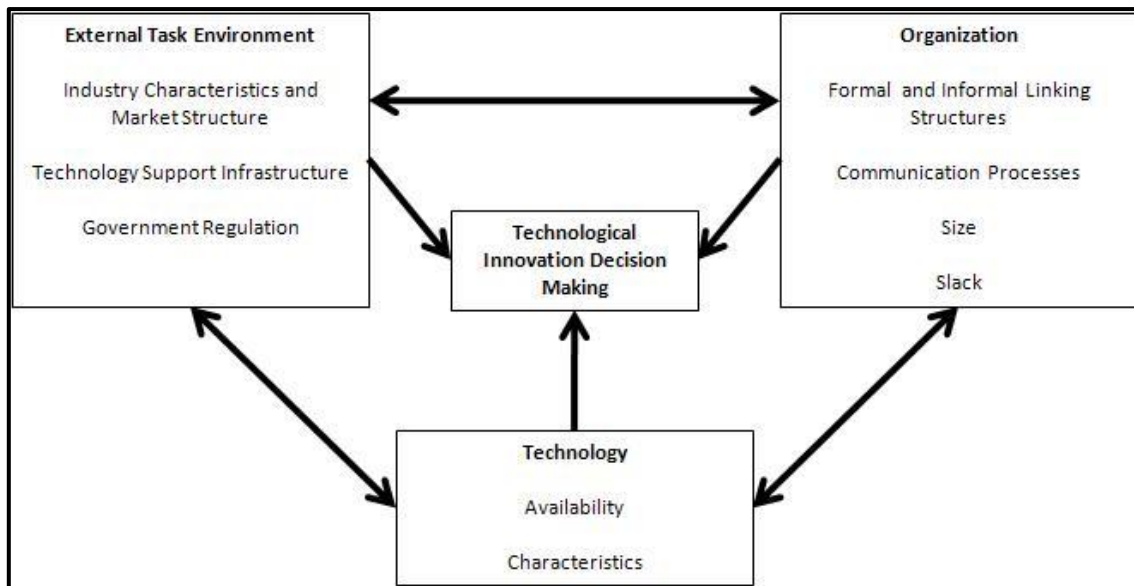 External Task Environment
Industry Characteristics and
Market Structure
Technology Support Infrastructure
Government Regulation
Organization
Formal and Informal Linking
Structures
Communication Processes
Size
Slack
Technological
Innovation Decision
Making
Technology
Availability
Characteristics